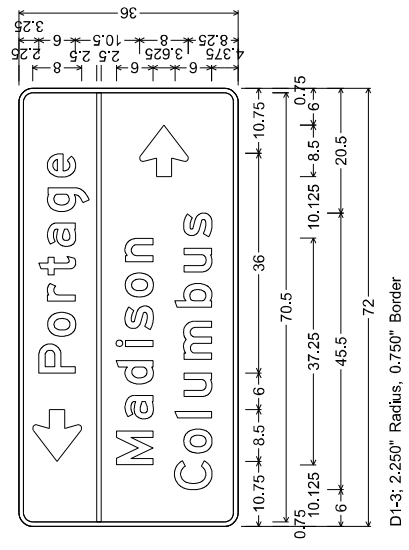 Portage
Madison
Columbus
2.25 8 2.5 2.5 6 3.625 6 4.375
3.25 6 10.5 8 8.25
36
10.75 8.5 6 36 10.75
0.75 70.5 0.75
10.125 37.25 10.125 8.5 6
6 45.5 20.5
72
D1-3; 2.250" Radius, 0.750" Border